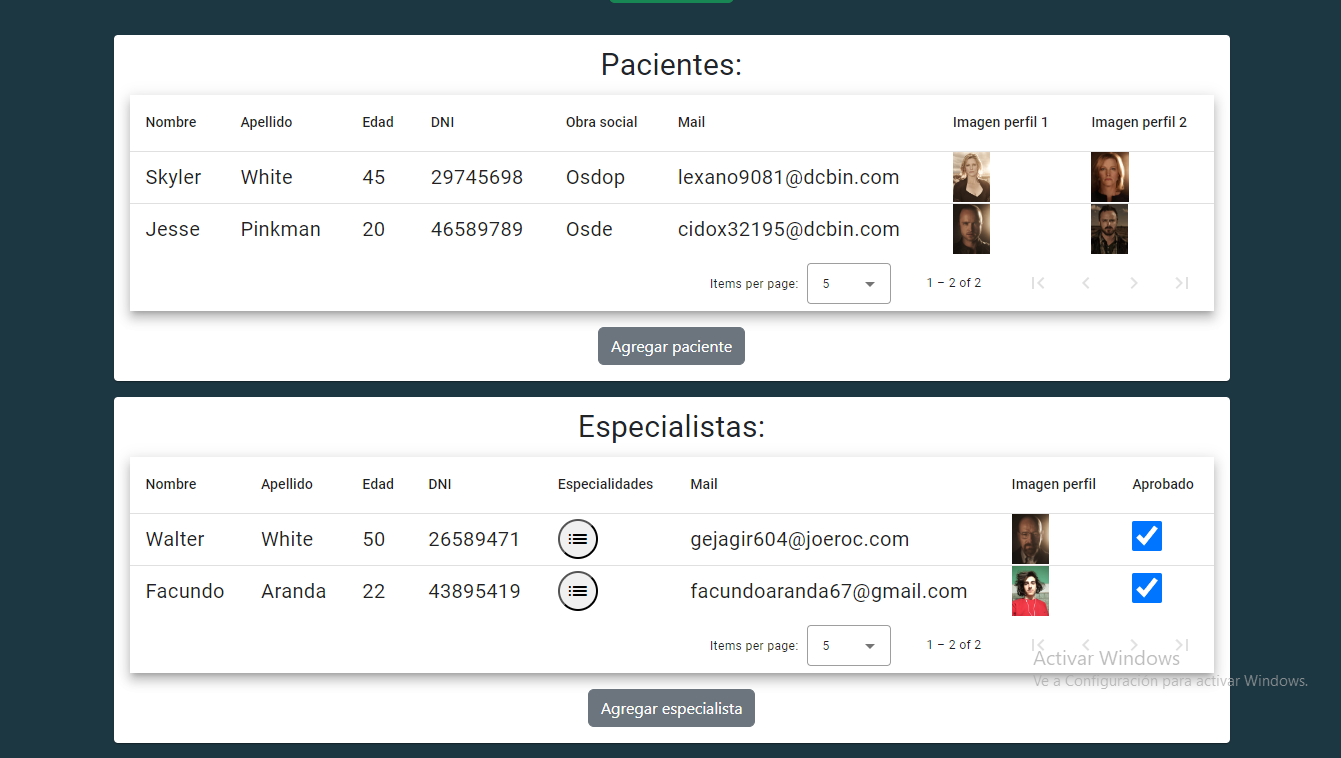 Pacientes:
Nombre Apellido Edad DNI Obra social Mail Imagen perfil 1 Imagen perfil 2
Skyler White 45 29745698 Osdop lexano9081@dcbin.com
Jesse Pinkman 20 46589789 Osde cidox32195@dcbin.com
Items per page: 5 1 – 2 of 2
Agregar paciente
Especialistas:
Nombre Apellido Edad DNI Especialidades Mail Imagen perfil Aprobado
Walter White 50 26589471 gejagir604@joeroc.com
Facundo Aranda 22 43895419 facundoaranda67@gmail.com
Items per page: 5 1 – 2 of 2
Activar Windows
Ve a Configuración para activar Windows.
Agregar especialista